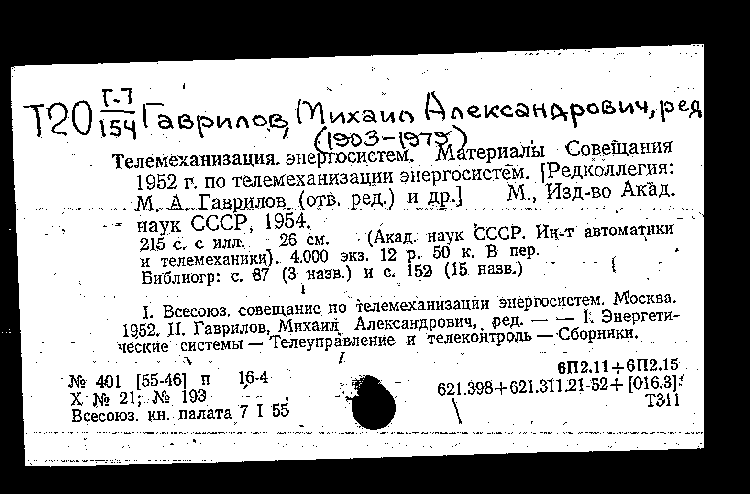 Г-7
Т20 154 Гаврилов, Михаил Александрович, ред
(1903-1979)
Телемеханизация энергосистем. Материалы Совещания
1952 г. по телемеханизации энергосистем. [Редколлегия:
М. А. Гаврилов (отв. ред.) и др.] М., Изд-во Акад.
наук СССР, 1954.
215 с. с илл. 26 см. (Акад. наук СССР. Ин-т автоматики
и телемеханики). 4.000 экз. 12 р. 50 к. В пер.
Библиогр: с. 87 (3 назв.) и с. 152 (15 назв.)
I. Всесоюз. совещание по телемеханизации энергосистем. Москва.
1952. II. Гаврилов, Михаил Александрович, ред. — — 1. Энергети-
ческие системы — Телеуправление и телеконтроль — Сборники.
6П2.11+6П2.15
№ 401 [55-46] п 16-4
621.398+621.311.21-52+[016.3]
Х № 21; № 193
Т311
Всесоюз. кн. палата 7 I 55